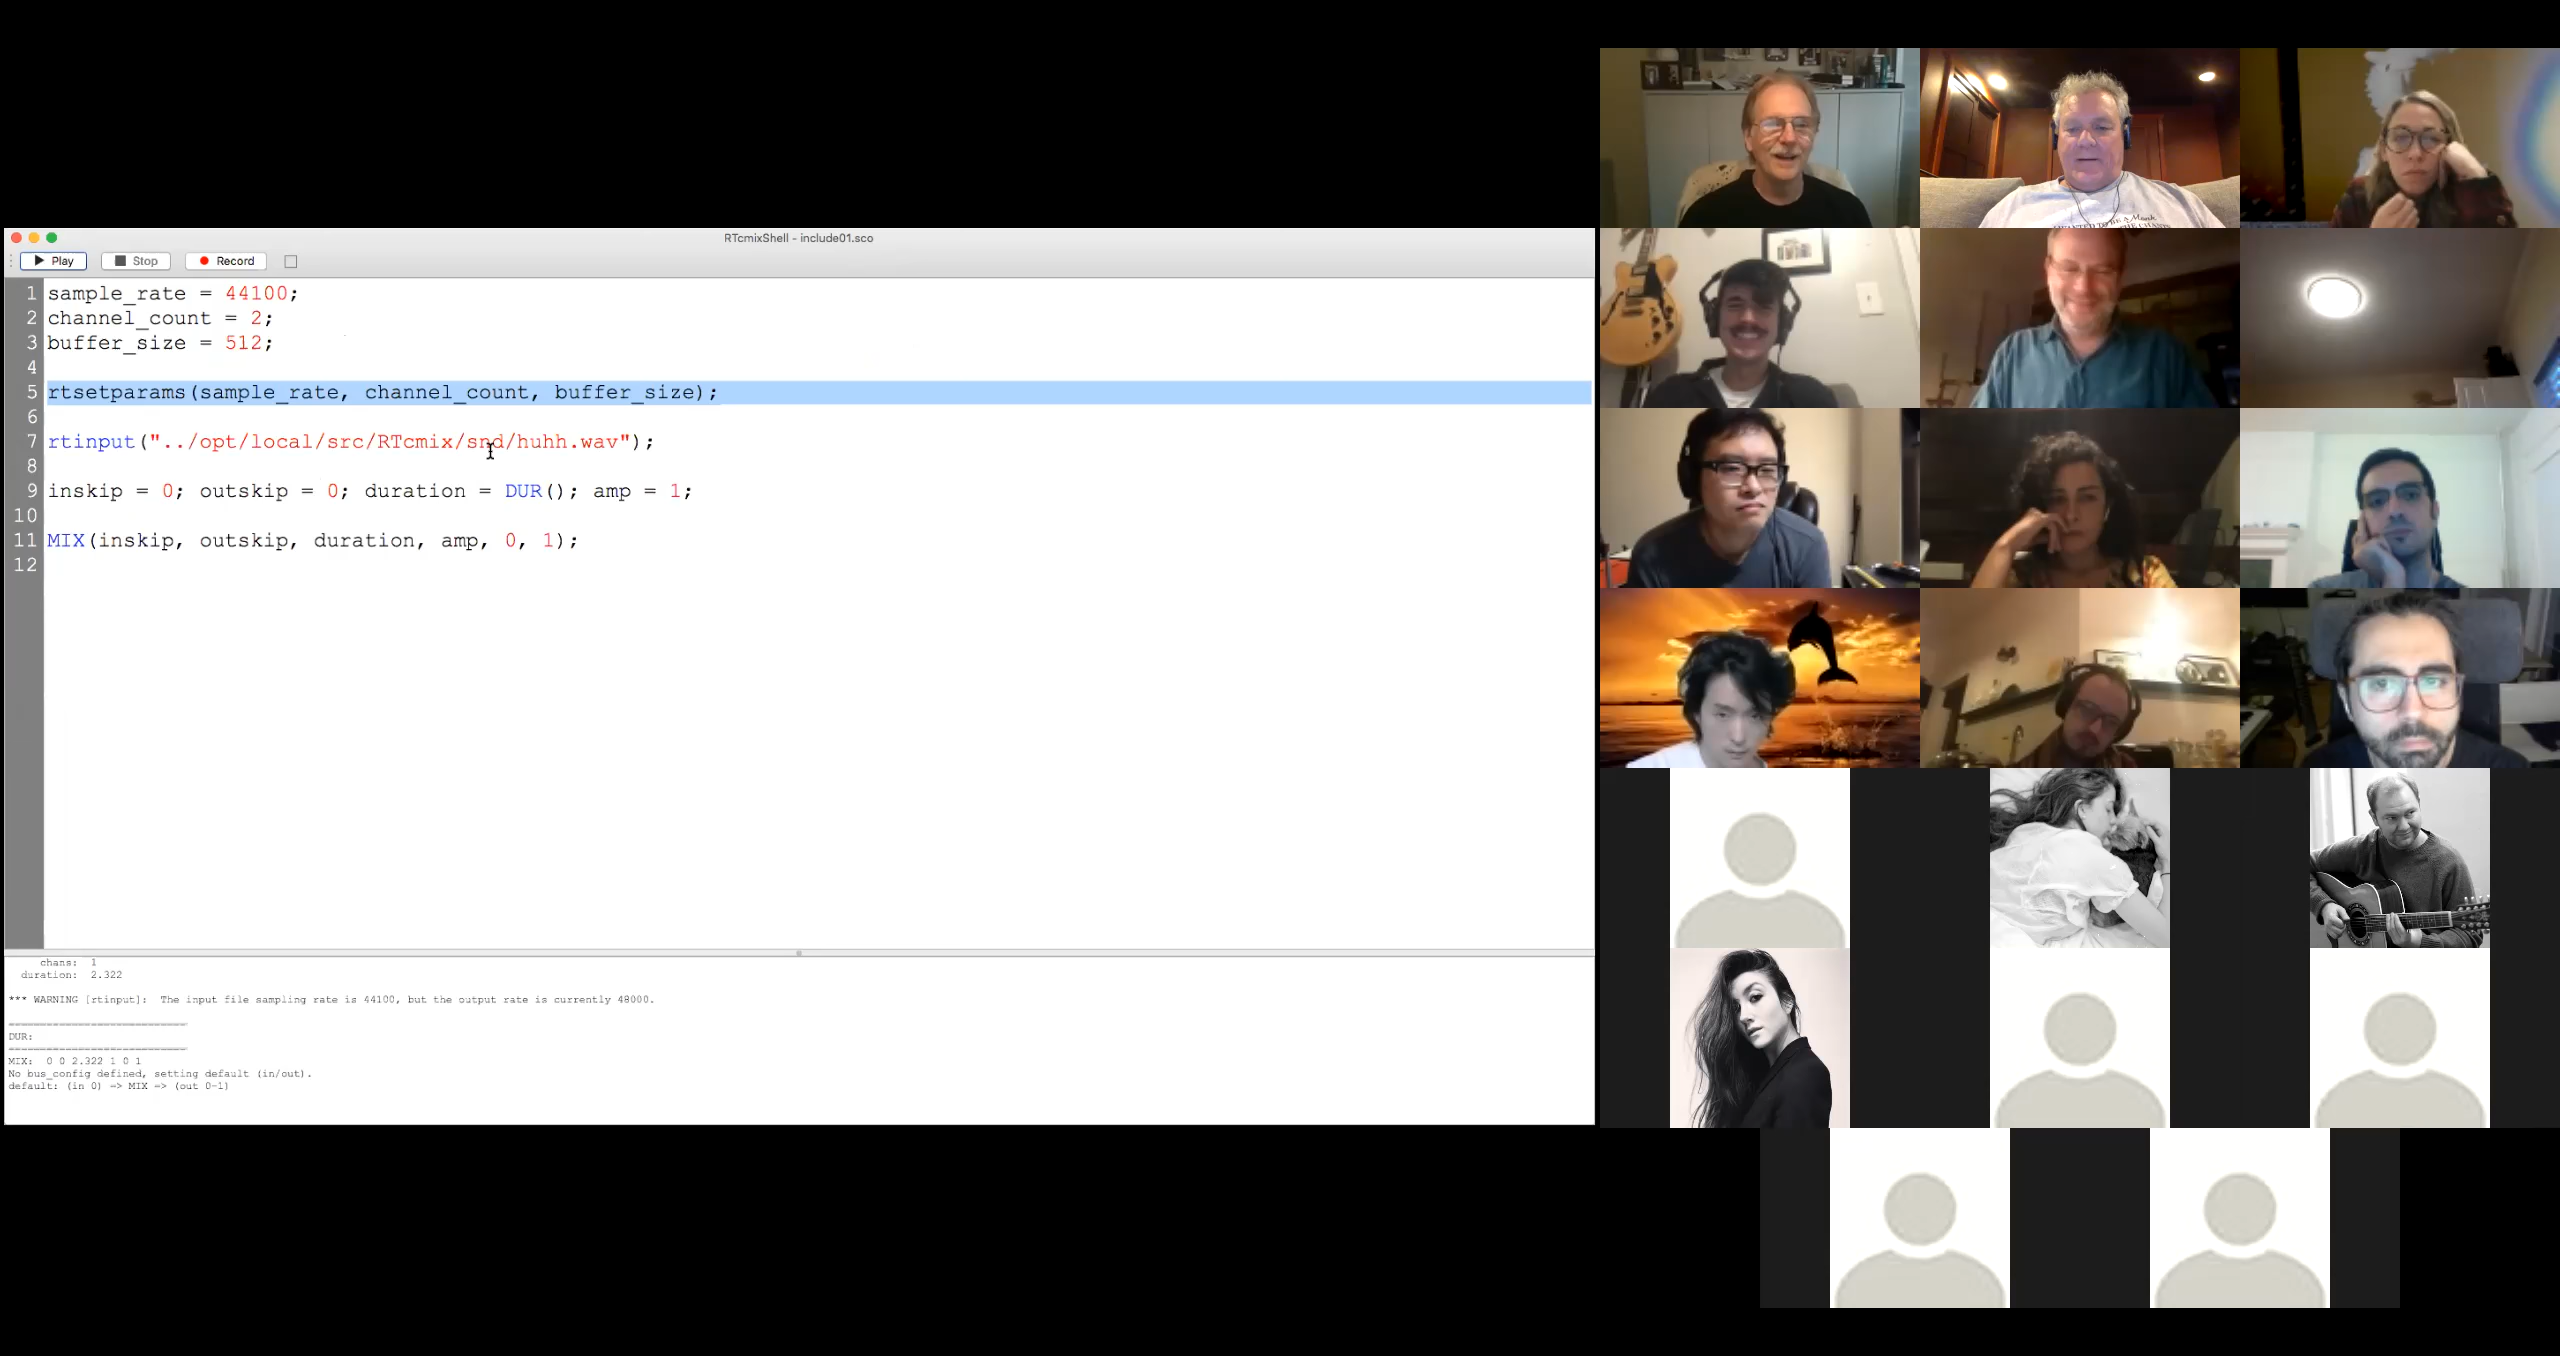 RTcmixShell - include01.sco
Play Stop Record
1 sample_rate = 44100;
2 channel_count = 2;
3 buffer_size = 512;
4
5 rtsetparams(sample_rate, channel_count, buffer_size);
6
7 rtinput("../opt/local/src/RTcmix/snd/huhh.wav");
8
9 inskip = 0; outskip = 0; duration = DUR(); amp = 1;
10
11 MIX(inskip, outskip, duration, amp, 0, 1);
12
chans: 1
duration: 2.322
*** WARNING [rtinput]: The input file sampling rate is 44100, but the output rate is currently 48000.
DUR:
MIX: 0 0 2.322 1 0 1
No bus_config defined, setting default (in/out).
default: (in 0) => MIX => (out 0-1)